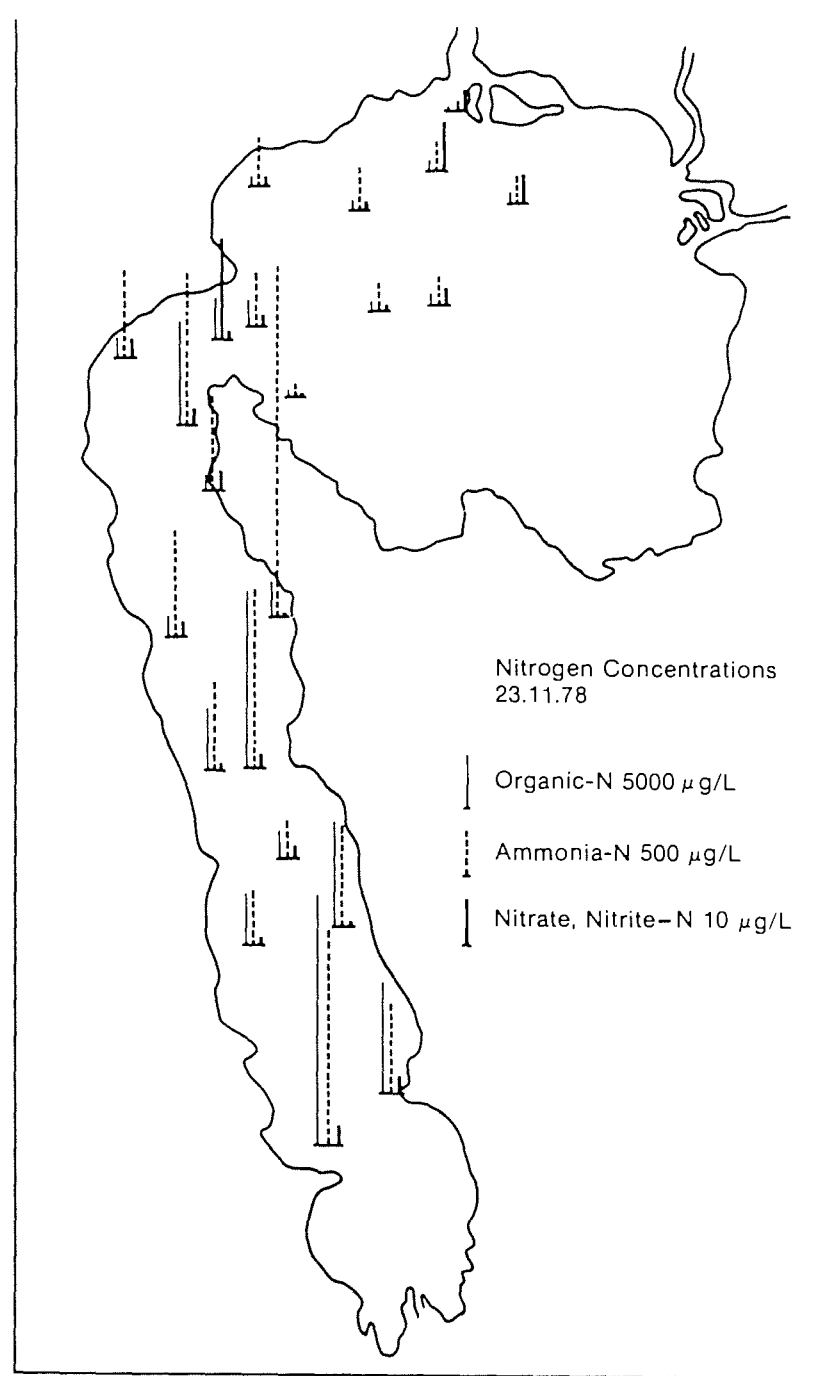 Nitrogen Concentrations
23.11.78
Organic-N 5000 μg/L
Ammonia-N 500 μg/L
Nitrate, Nitrite–N 10 μg/L